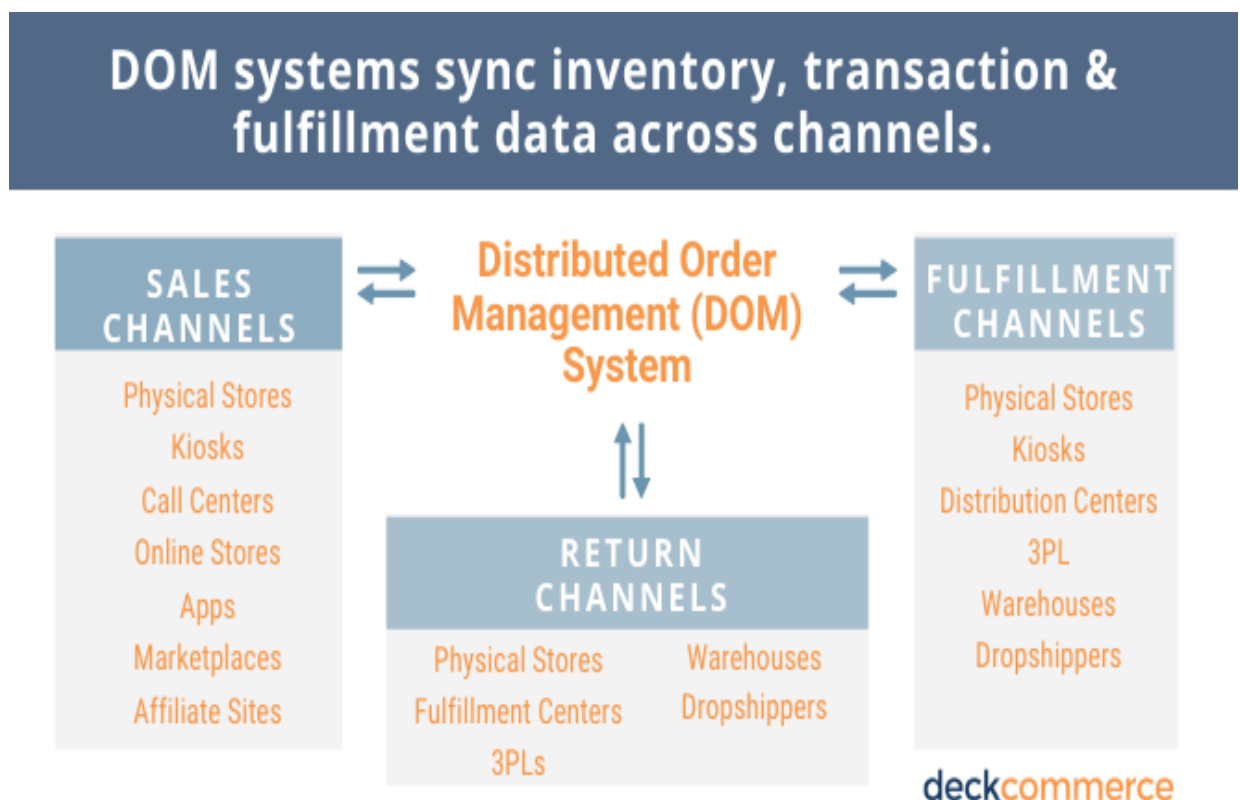 DOM systems sync inventory, transaction &
fulfillment data across channels.
SALES
CHANNELS
Physical Stores
Kiosks
Call Centers
Online Stores
Apps
Marketplaces
Affiliate Sites
Distributed Order
Management (DOM)
System
RETURN
CHANNELS
Physical Stores
Fulfillment Centers
3PLs
Warehouses
Dropshippers
FULFILLMENT
CHANNELS
Physical Stores
Kiosks
Distribution Centers
3PL
Warehouses
Dropshippers
deckcommerce